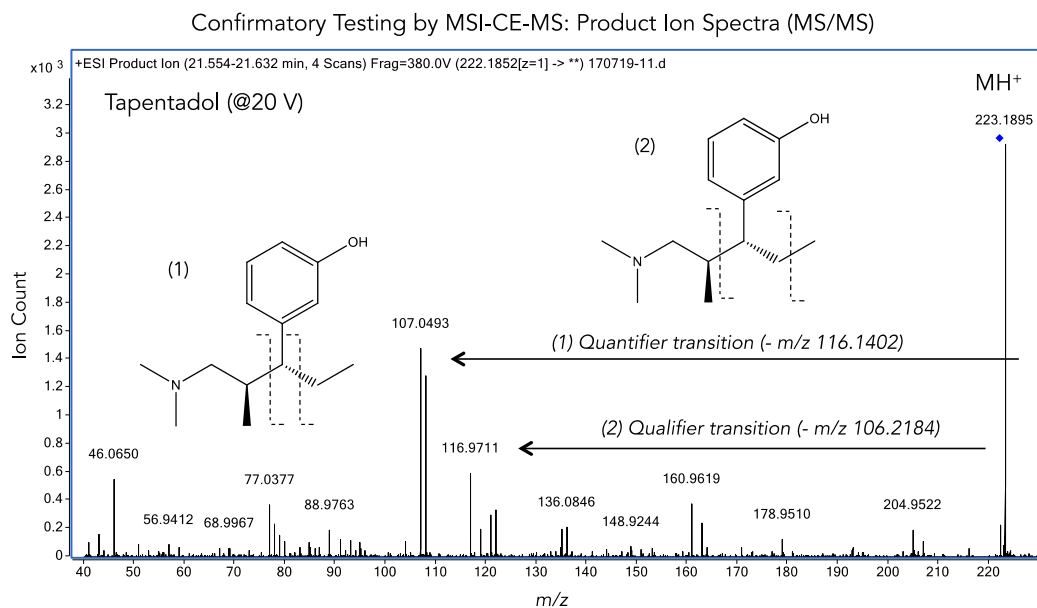 Confirmatory Testing by MSI-CE-MS: Product Ion Spectra (MS/MS)
x10 3
+ESI Product Ion (21.554-21.632 min, 4 Scans) Frag=380.0V (222.1852[z=1] -> **) 170719-11.d
Tapentadol (@20 V)
MH+
223.1895
3.2
3
2.8
2.6
2.4
2.2
2
1.8
1.6
1.4
1.2
1
0.8
0.6
0.4
0.2
0
Ion Count
(2)
OH
N
(1)
OH
N
107.0493
(1) Quantifier transition (- m/z 116.1402)
(2) Qualifier transition (- m/z 106.2184)
116.9711
46.0650
77.0377
88.9763
160.9619
136.0846
204.9522
56.9412
68.9967
148.9244
178.9510
40 50 60 70 80 90 100 110 120 130 140 150 160 170 180 190 200 210 220
m/z